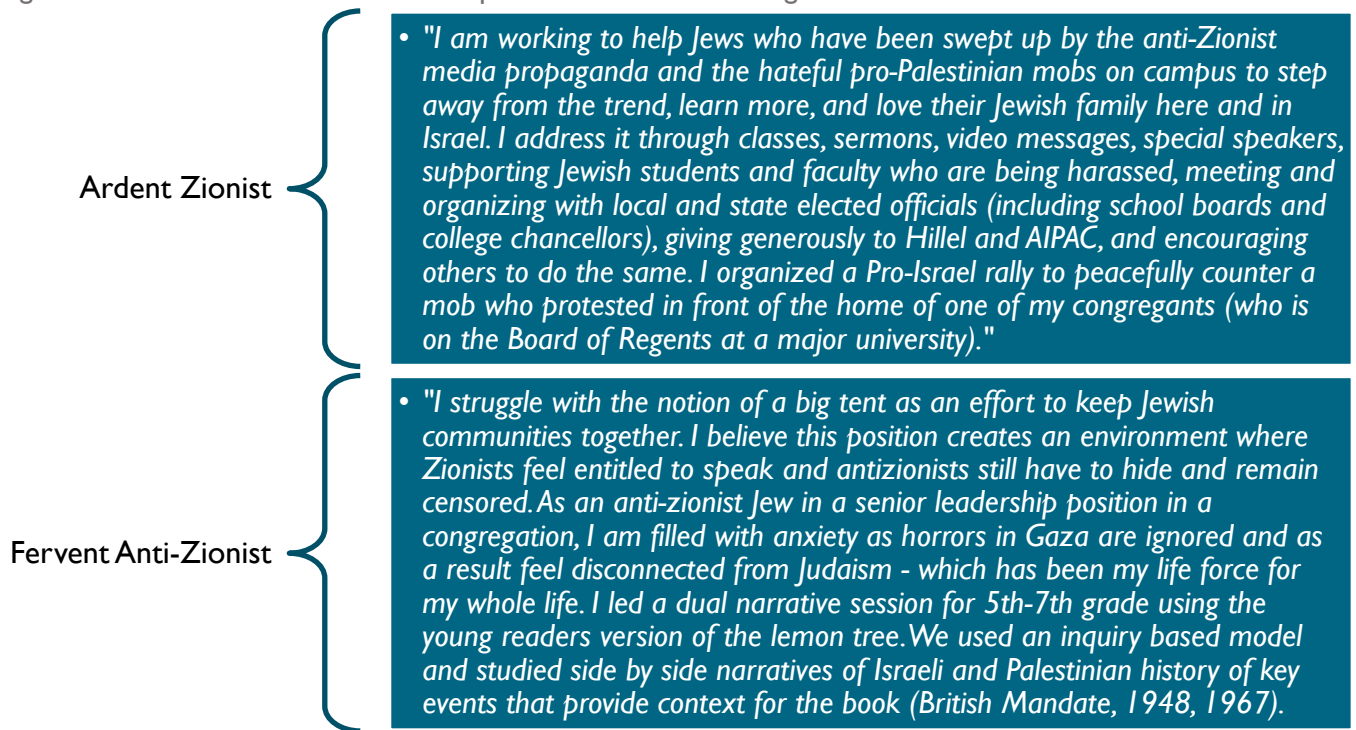 • "I am working to help Jews who have been swept up by the anti-Zionist
media propaganda and the hateful pro-Palestinian mobs on campus to step
away from the trend, learn more, and love their Jewish family here and in
Israel. I address it through classes, sermons, video messages, special speakers,
supporting Jewish students and faculty who are being harassed, meeting and
organizing with local and state elected officials (including school boards and
college chancellors), giving generously to Hillel and AIPAC, and encouraging
others to do the same. I organized a Pro-Israel rally to peacefully counter a
mob who protested in front of the home of one of my congregants (who is
on the Board of Regents at a major university)."
Ardent Zionist
• "I struggle with the notion of a big tent as an effort to keep Jewish
communities together. I believe this position creates an environment where
Zionists feel entitled to speak and antizionists still have to hide and remain
censored. As an anti-zionist Jew in a senior leadership position in a
congregation, I am filled with anxiety as horrors in Gaza are ignored and as
a result feel disconnected from Judaism - which has been my life force for
my whole life. I led a dual narrative session for 5th-7th grade using the
young readers version of the lemon tree. We used an inquiry based model
and studied side by side narratives of Israeli and Palestinian history of key
events that provide context for the book (British Mandate, 1948, 1967).
Fervent Anti-Zionist